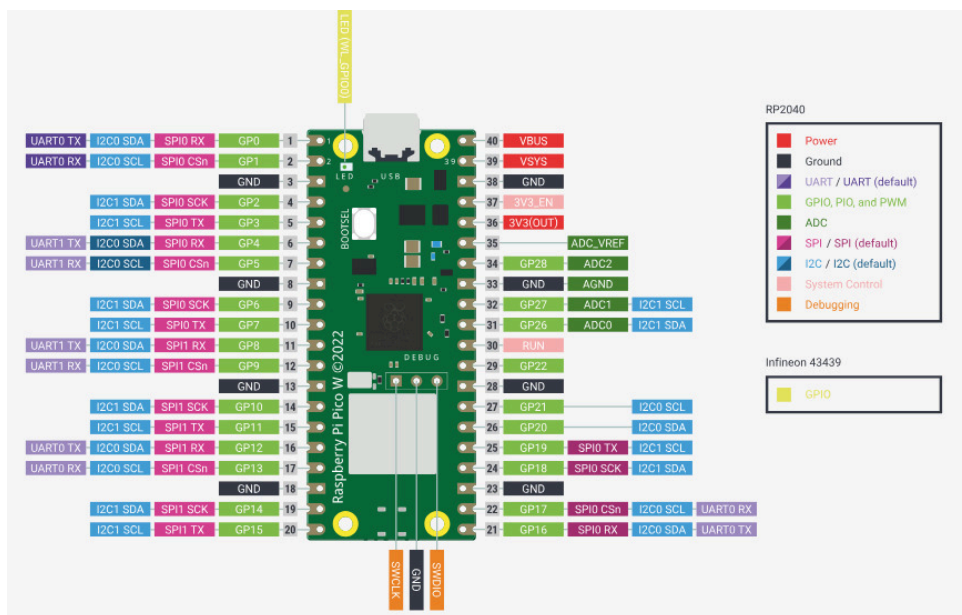 LED (WL_GPIO0)
UART0 TX I2C0 SDA SPI0 RX GP0 1 1 40 VBUS
UART0 RX I2C0 SCL SPI0 CSn GP1 2 2 39 39 VSYS
LED USB
GND 3 38 GND
I2C1 SDA SPI0 SCK GP2 4 37 3V3_EN
I2C1 SCL SPI0 TX GP3 5 36 3V3(OUT)
BOOTSEL
UART1 TX I2C0 SDA SPI0 RX GP4 6 35 ADC_VREF
UART1 RX I2C0 SCL SPI0 CSn GP5 7 34 GP28 ADC2
GND 8 33 GND AGND
I2C1 SDA SPI0 SCK GP6 9 32 GP27 ADC1 I2C1 SCL
I2C1 SCL SPI0 TX GP7 10 31 GP26 ADC0 I2C1 SDA
UART1 TX I2C0 SDA SPI1 RX GP8 11 30 RUN
DEBUG
UART1 RX I2C0 SCL SPI1 CSn GP9 12 29 GP22
GND 13 28 GND
I2C1 SDA SPI1 SCK GP10 14 27 GP21 I2C0 SCL
I2C1 SCL SPI1 TX GP11 15 26 GP20 I2C0 SDA
UART0 TX I2C0 SDA SPI1 RX GP12 16 25 GP19 SPI0 TX I2C1 SCL
UART0 RX I2C0 SCL SPI1 CSn GP13 17 24 GP18 SPI0 SCK I2C1 SDA
GND 18 23 GND
I2C1 SDA SPI1 SCK GP14 19 22 GP17 SPI0 CSn I2C0 SCL UART0 RX
I2C1 SCL SPI1 TX GP15 20 21 GP16 SPI0 RX I2C0 SDA UART0 TX
Raspberry Pi Pico W ©2022
SWCLK
GND
SWDIO
RP2040
Power
Ground
UART / UART (default)
GPIO, PIO, and PWM
ADC
SPI / SPI (default)
I2C / I2C (default)
System Control
Debugging
Infineon 43439
GPIO